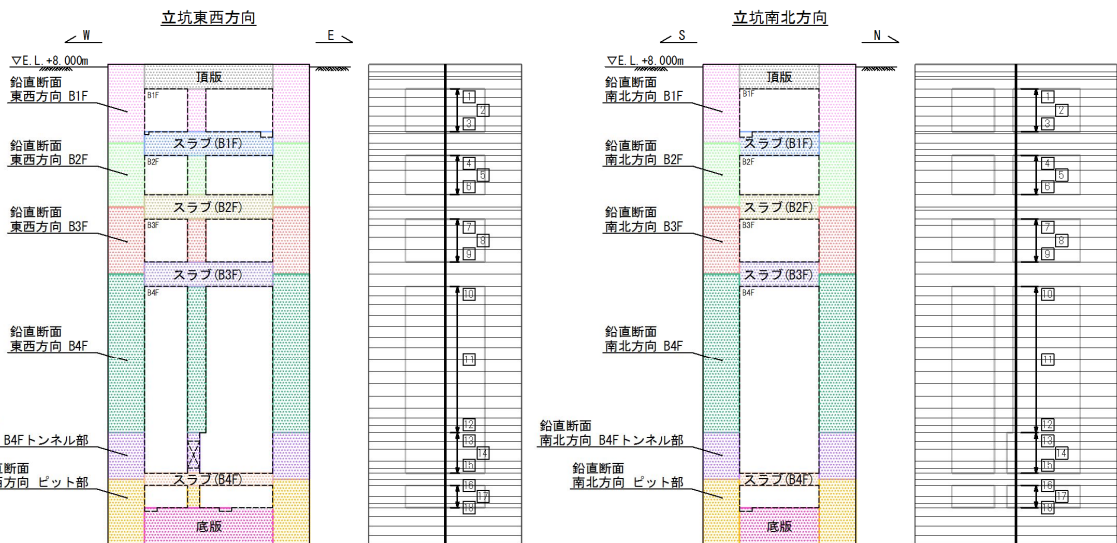 立坑東西方向
W
E
▽E.L.+8.000m
鉛直断面
東西方向 B1F
鉛直断面
東西方向 B2F
鉛直断面
東西方向 B3F
鉛直断面
東西方向 B4F
B4Fトンネル部
直断面
方向 ピット部
頂版
B1F
スラブ(B1F)
B2F
スラブ(B2F)
B3F
スラブ(B3F)
B4F
スラブ(B4F)
底版
1
2
3
4
5
6
7
8
9
10
11
12
13
14
15
16
17
18
立坑南北方向
S
N
▽E.L.+8.000m
鉛直断面
南北方向 B1F
鉛直断面
南北方向 B2F
鉛直断面
南北方向 B3F
鉛直断面
南北方向 B4F
鉛直断面
南北方向 B4Fトンネル部
鉛直断面
南北方向 ピット部
頂版
B1F
スラブ(B1F)
B2F
スラブ(B2F)
B3F
スラブ(B3F)
B4F
スラブ(B4F)
底版
1
2
3
4
5
6
7
8
9
10
11
12
13
14
15
16
17
18